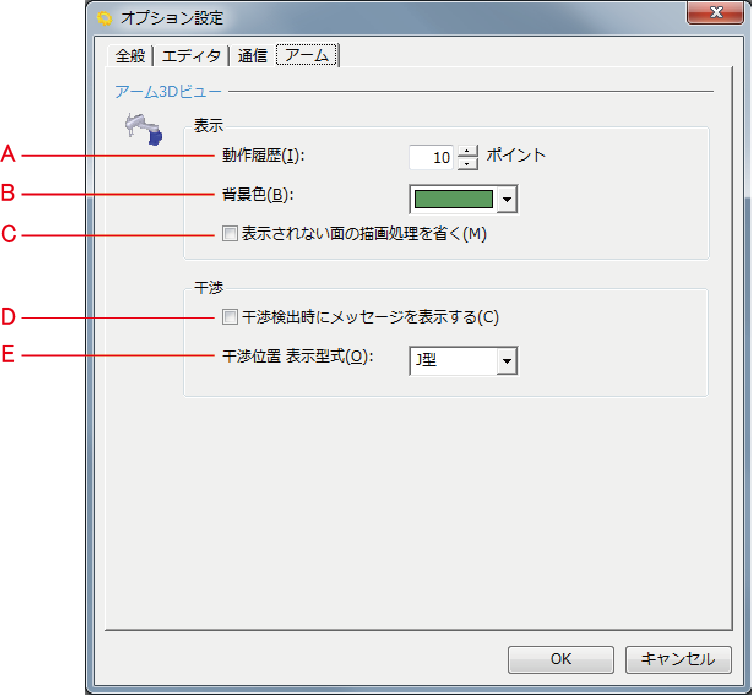 オプション設定
全般 エディタ 通信 アーム
アーム3Dビュー
表示
A 動作履歴(I): 10 ポイント
B 背景色(B):
C 表示されない面の描画処理を省く(M)
干渉
D 干渉検出時にメッセージを表示する(C)
E 干渉位置 表示型式(O): J型
OK キャンセル